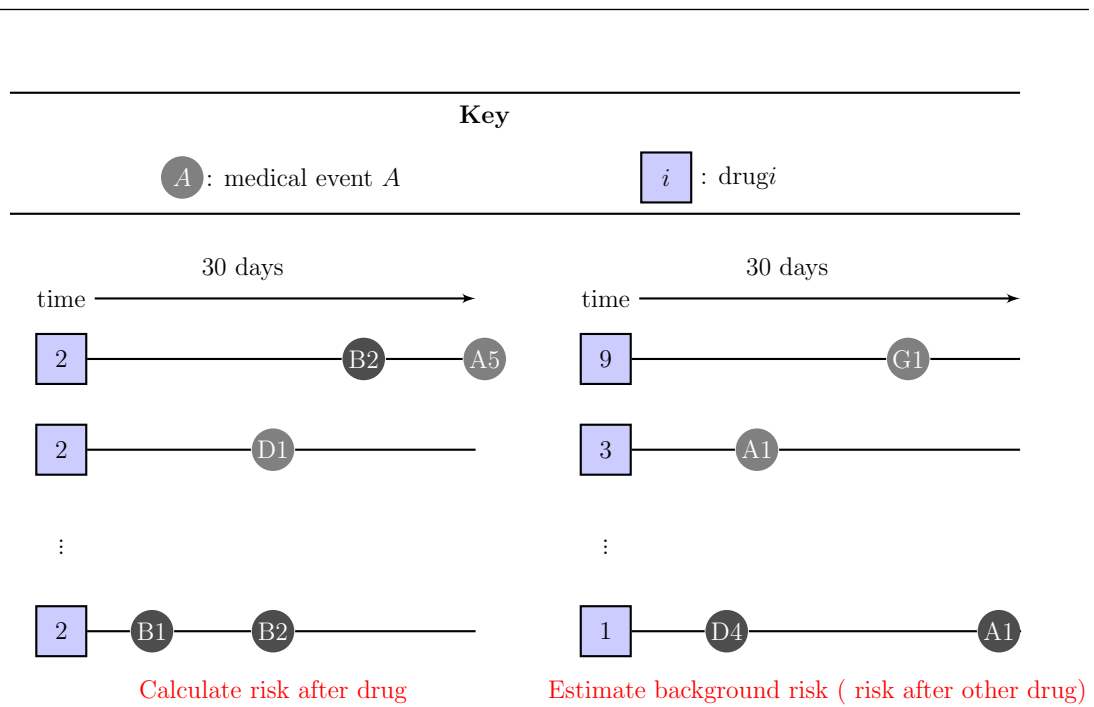 Key
A : medical event A
i : drugi
30 days
time
2 B2 A5
2 D1
⋮
2 B1 B2
Calculate risk after drug
30 days
time
9 G1
3 A1
⋮
1 D4 A1
Estimate background risk ( risk after other drug)